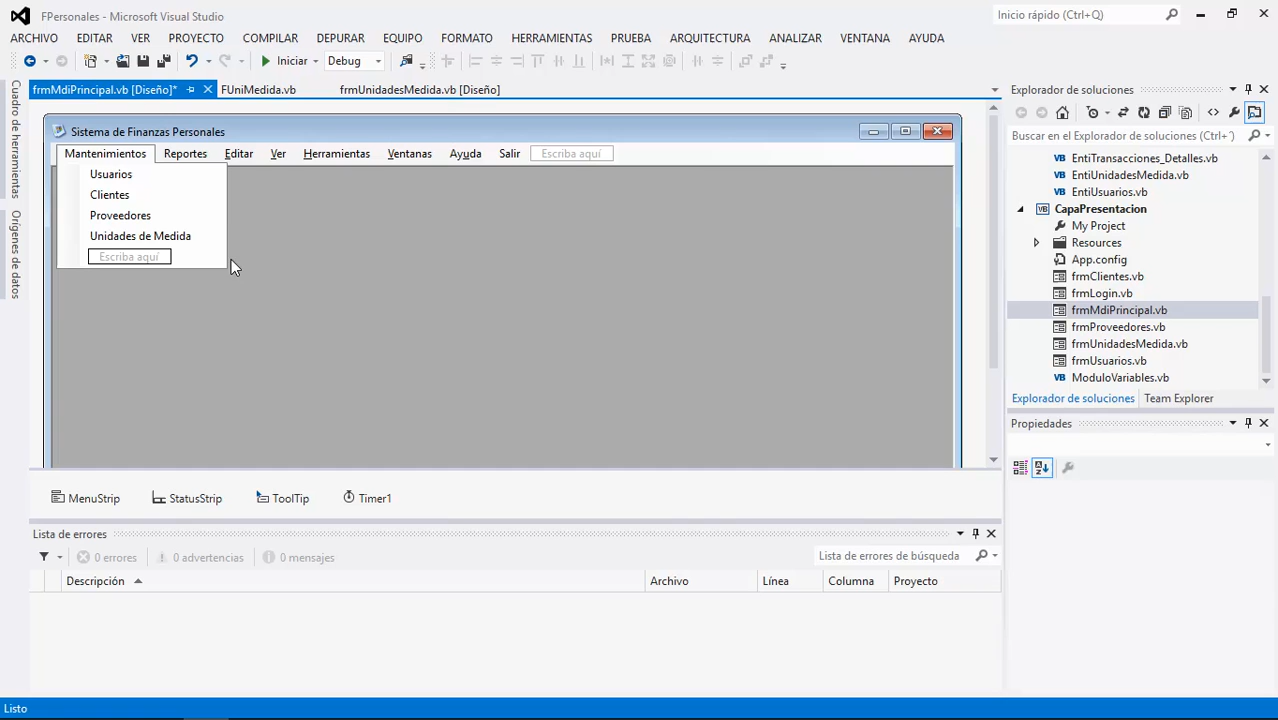 FPersonales - Microsoft Visual Studio
Inicio rápido (Ctrl+Q)
ARCHIVO EDITAR VER PROYECTO COMPILAR DEPURAR EQUIPO FORMATO HERRAMIENTAS PRUEBA ARQUITECTURA ANALIZAR VENTANA AYUDA
Iniciar Debug
Cuadro de herramientas
Orígenes de datos
frmMdiPrincipal.vb [Diseño]* FUniMedida.vb frmUnidadesMedida.vb [Diseño]
Sistema de Finanzas Personales
Mantenimientos Reportes Editar Ver Herramientas Ventanas Ayuda Salir Escriba aquí
Usuarios
Clientes
Proveedores
Unidades de Medida
Escriba aquí
MenuStrip StatusStrip ToolTip Timer1
Lista de errores
0 errores 0 advertencias 0 mensajes
Lista de errores de búsqueda
Descripción Archivo Línea Columna Proyecto
Explorador de soluciones
Buscar en el Explorador de soluciones (Ctrl+´)
EntiTransacciones_Detalles.vb
EntiUnidadesMedida.vb
EntiUsuarios.vb
CapaPresentacion
My Project
Resources
App.config
frmClientes.vb
frmLogin.vb
frmMdiPrincipal.vb
frmProveedores.vb
frmUnidadesMedida.vb
frmUsuarios.vb
ModuloVariables.vb
Explorador de soluciones Team Explorer
Propiedades
Listo